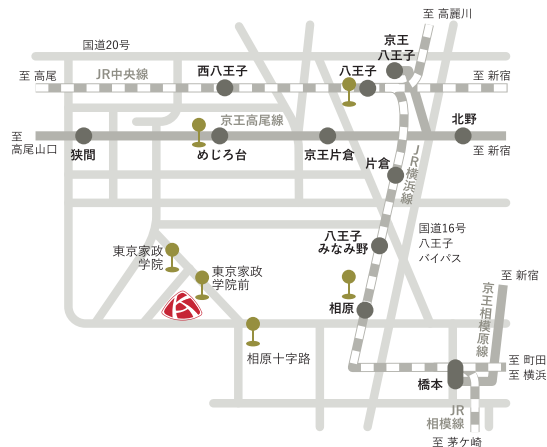 至 高麗川
国道20号
京王
八王子
至 高尾
JR中央線
西八王子
八王子
至 新宿
至
高尾山口
京王高尾線
北野
狭間
めじろ台
京王片倉
至 新宿
片倉
JR横浜線
八王子
みなみ野
国道16号
八王子
バイパス
東京家政
学院
東京家政
学院前
至 新宿
京王相模原線
相原
相原十字路
至 町田
至 横浜
橋本
JR
相模線
至 茅ケ崎